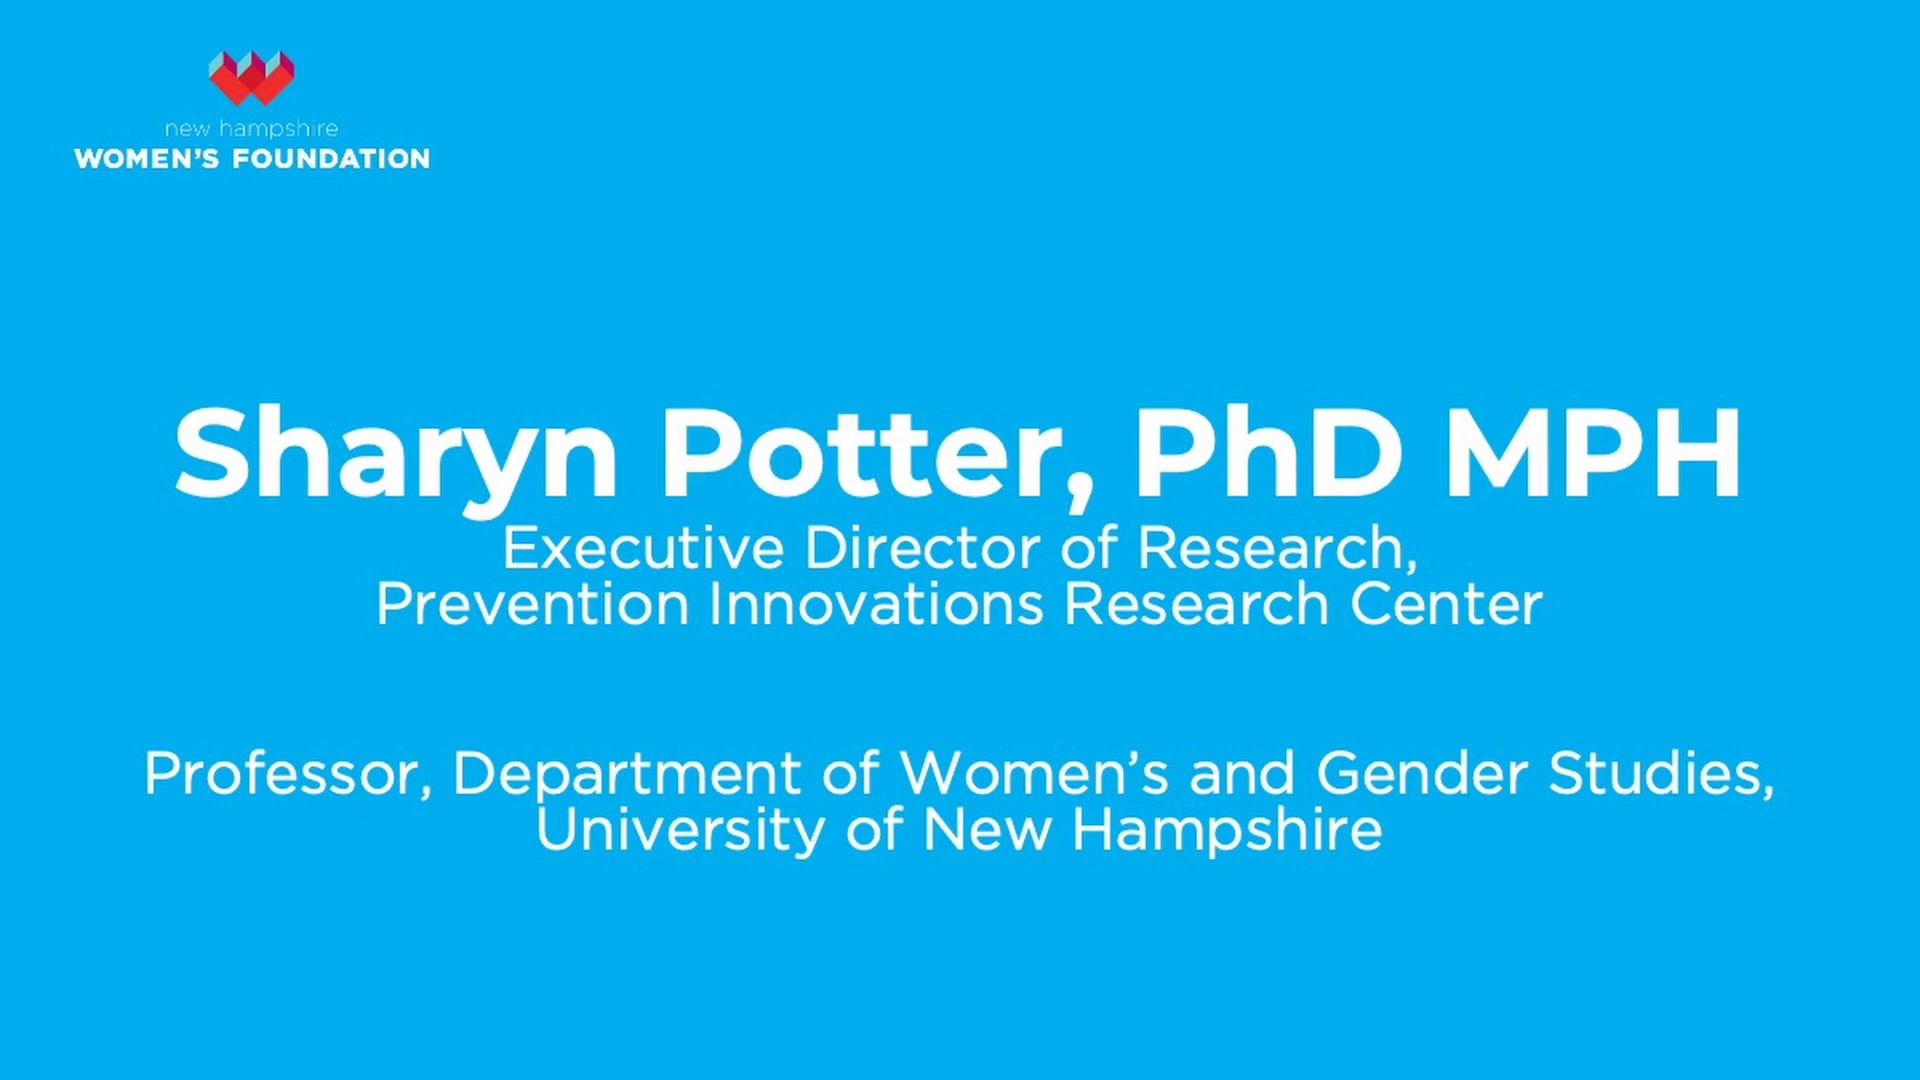 new hampshire
WOMEN'S FOUNDATION
Sharyn Potter, PhD MPH
Executive Director of Research,
Prevention Innovations Research Center
Professor, Department of Women’s and Gender Studies,
University of New Hampshire